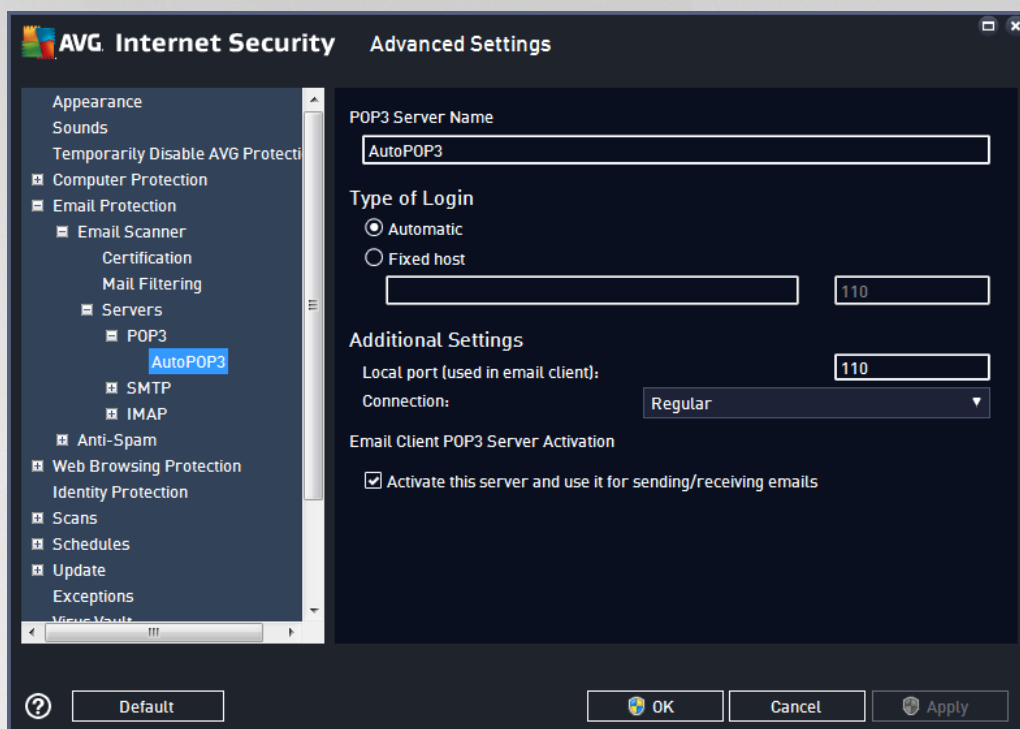 AVG. Internet Security Advanced Settings
Appearance
Sounds
Temporarily Disable AVG Protecti
Computer Protection
Email Protection
Email Scanner
Certification
Mail Filtering
Servers
POP3
AutoPOP3
SMTP
IMAP
Anti-Spam
Web Browsing Protection
Identity Protection
Scans
Schedules
Update
Exceptions
Virus Vault
POP3 Server Name
AutoPOP3
Type of Login
Automatic
Fixed host
110
Additional Settings
Local port (used in email client): 110
Connection: Regular
Email Client POP3 Server Activation
Activate this server and use it for sending/receiving emails
? Default OK Cancel Apply